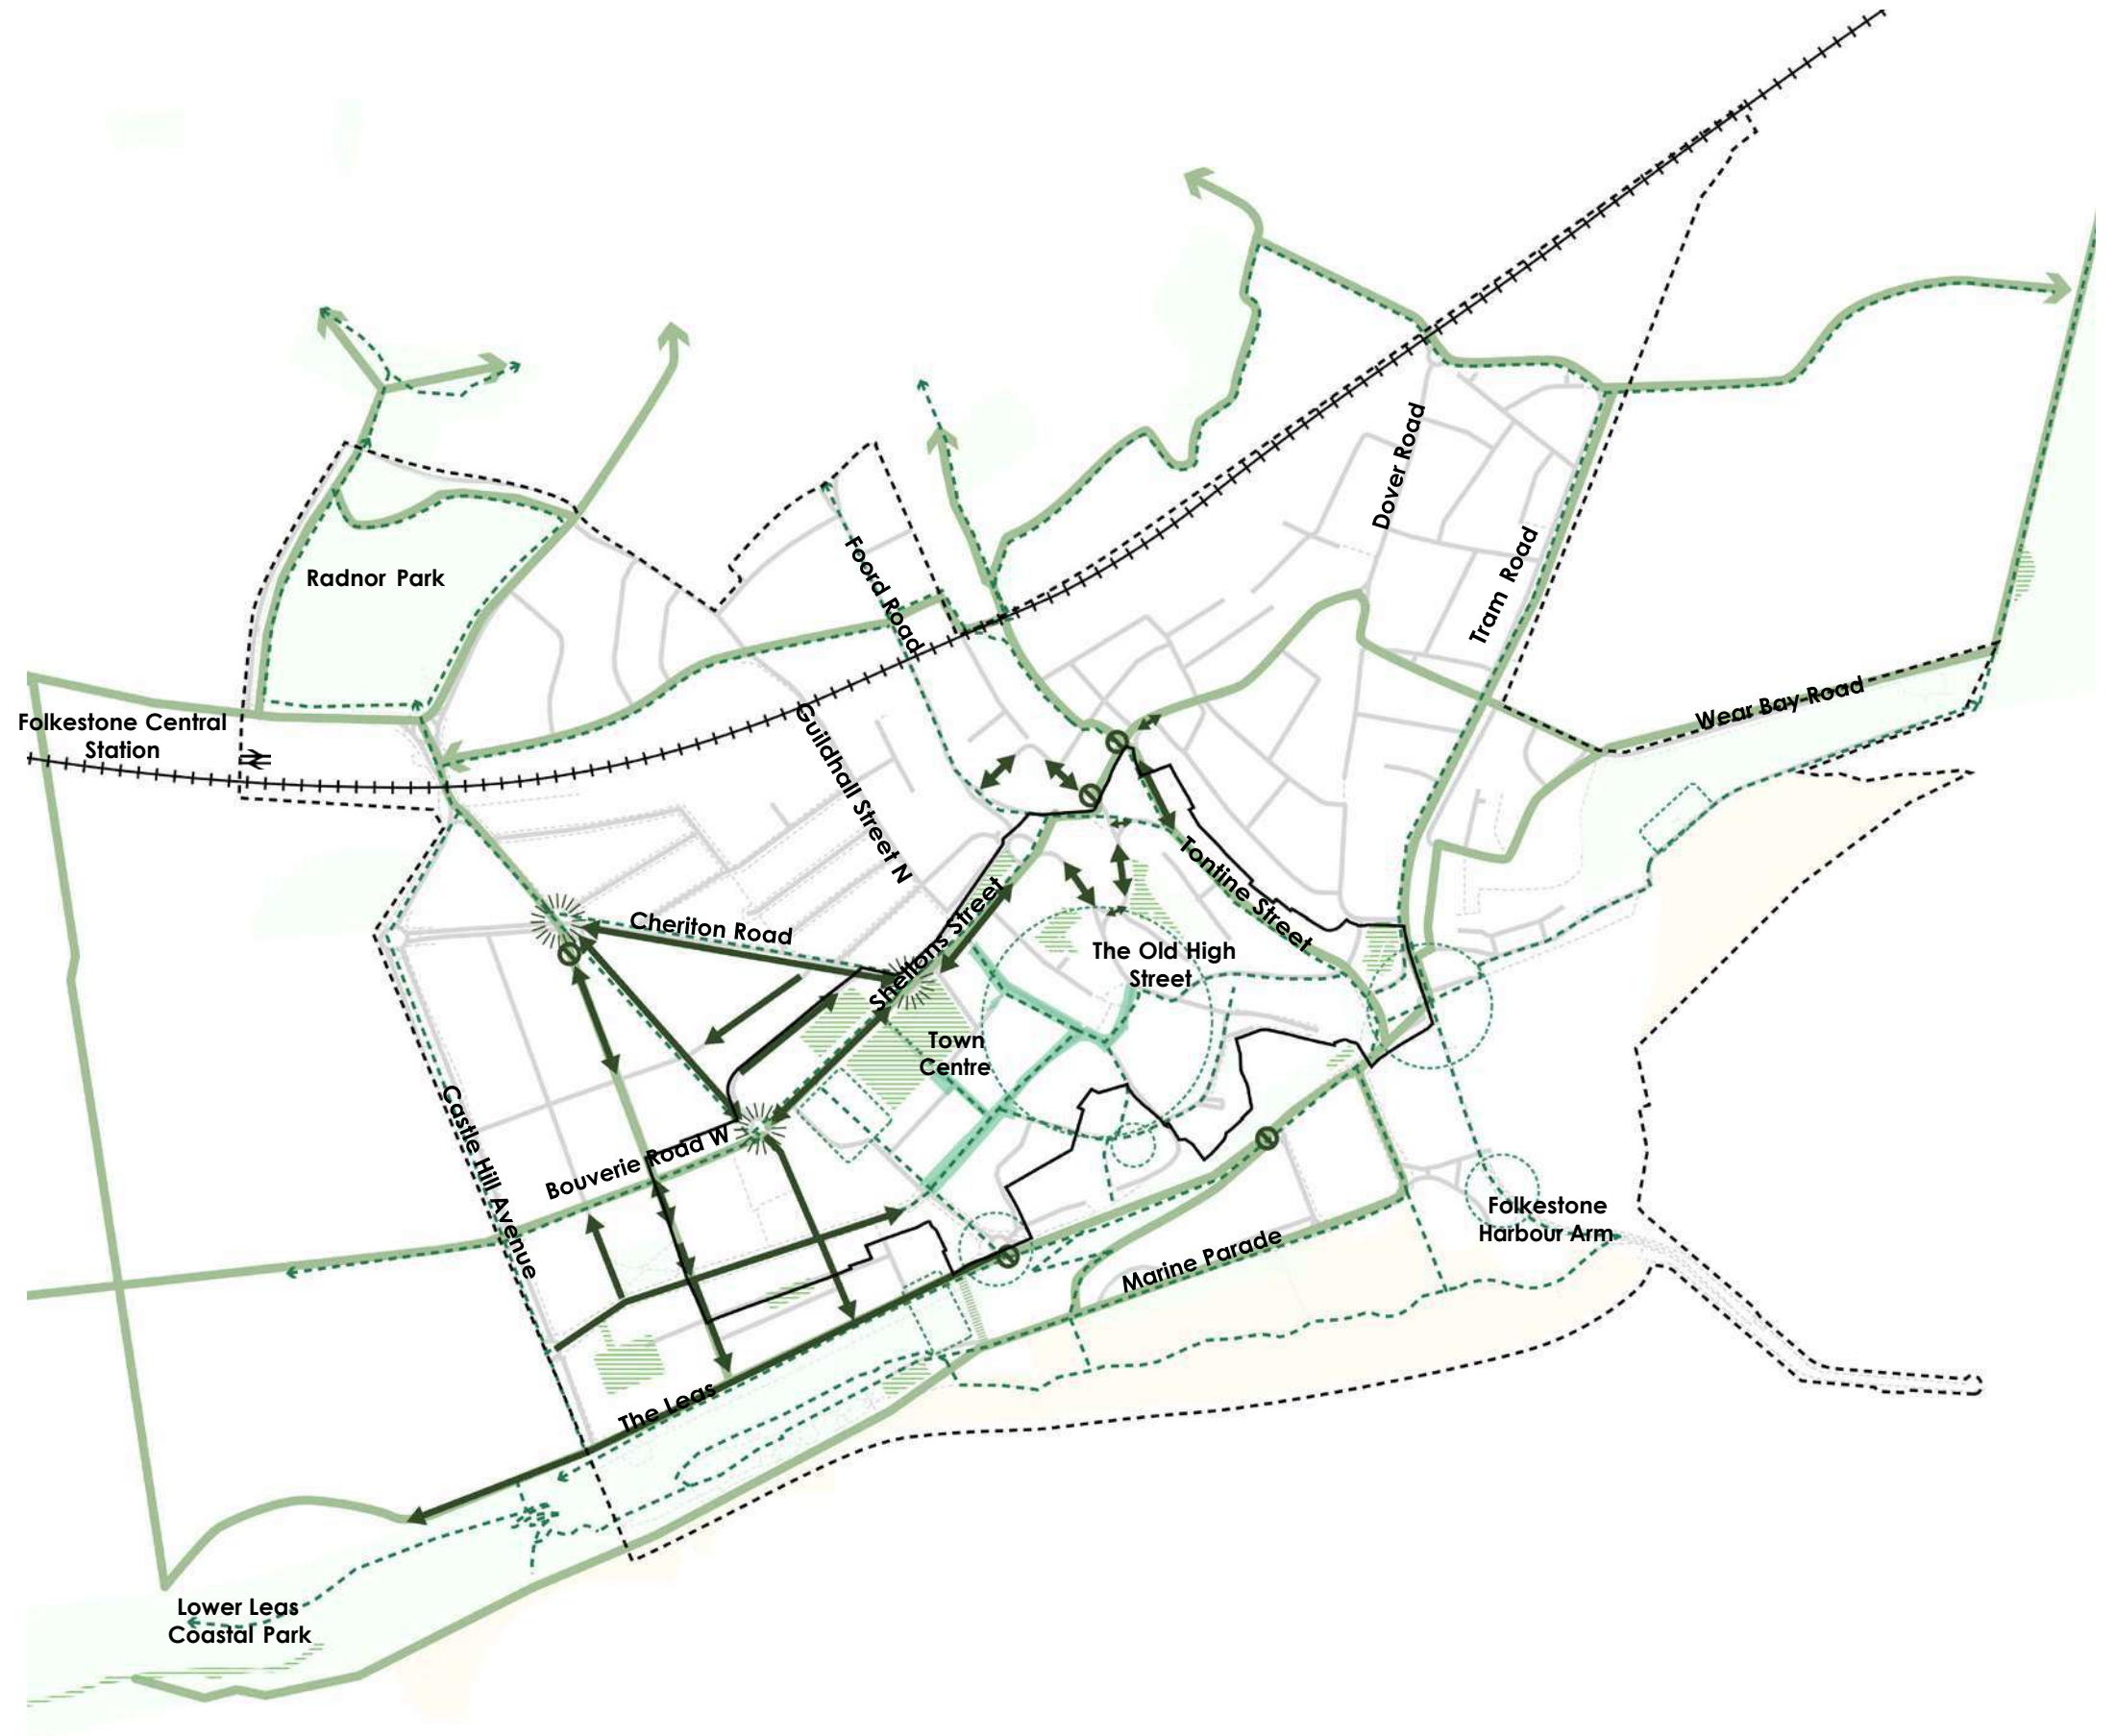 Dover Road
Foord Road
Tram Road
Radnor Park
Folkestone Central
Station
Wear Bay Road
Guildhall Street N
Cheriton Road
Sheltons Street
Tontine Street
The Old High
Street
Town
Centre
Castle Hill Avenue
Bouverie Road W
Folkestone
Harbour Arm
Marine Parade
The Leas
Lower Leas
Coastal Park